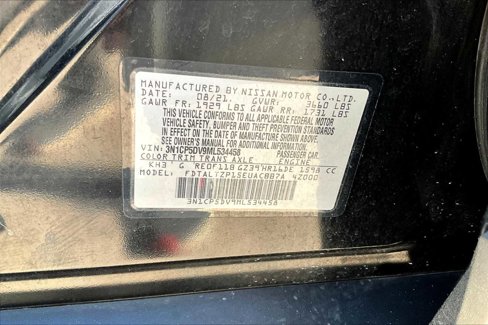 MANUFACTURED BY NISSAN MOTOR CO.,LTD.
DATE: 08/21. GVWR: 3660 LBS
GAWR FR: 1929 LBS GAWR RR: 1731 LBS
THIS VEHICLE CONFORMS TO ALL APPLICABLE FEDERAL MOTOR
VEHICLE SAFETY, BUMPER AND THEFT PREVENTION STANDARDS
IN EFFECT ON THE DATE OF MANUFACTURE SHOWN ABOVE.
SEE OWNER'S MANUAL FOR ADDITIONAL INFORMATION.
VIN: 3N1CP5DV9ML534458 PASSENGER CAR
COLOR TRIM TRANS AXLE ENGINE
KH3 G RE0F11B GZ39 HR16DE 1598 CC
MODEL: FDTALTZP15EUACBB7A 4Z000
3N1CP5DV9ML534458